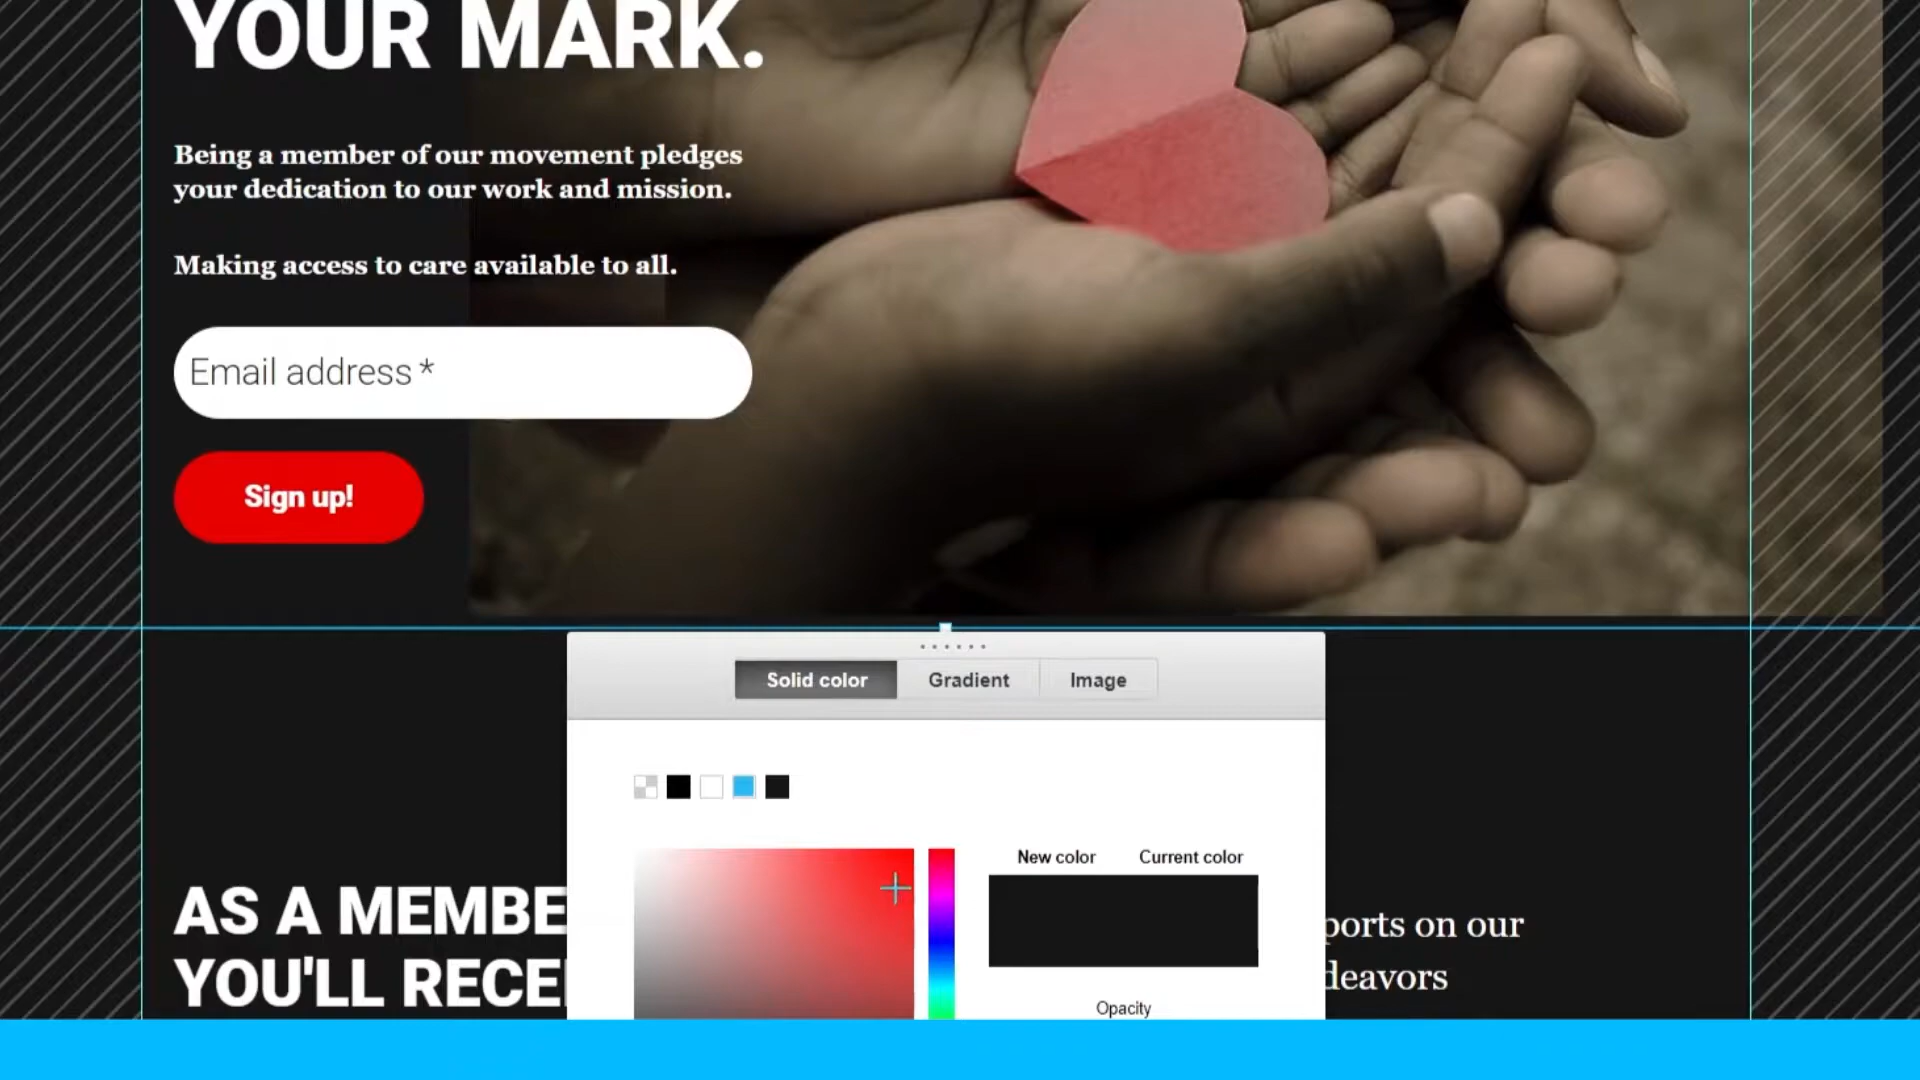 YOUR MARK.
Being a member of our movement pledges
your dedication to our work and mission.
Making access to care available to all.
Email address *
Sign up!
Solid color Gradient Image
New color Current color
Opacity
AS A MEMBE
YOU'LL RECE
ports on our
deavors